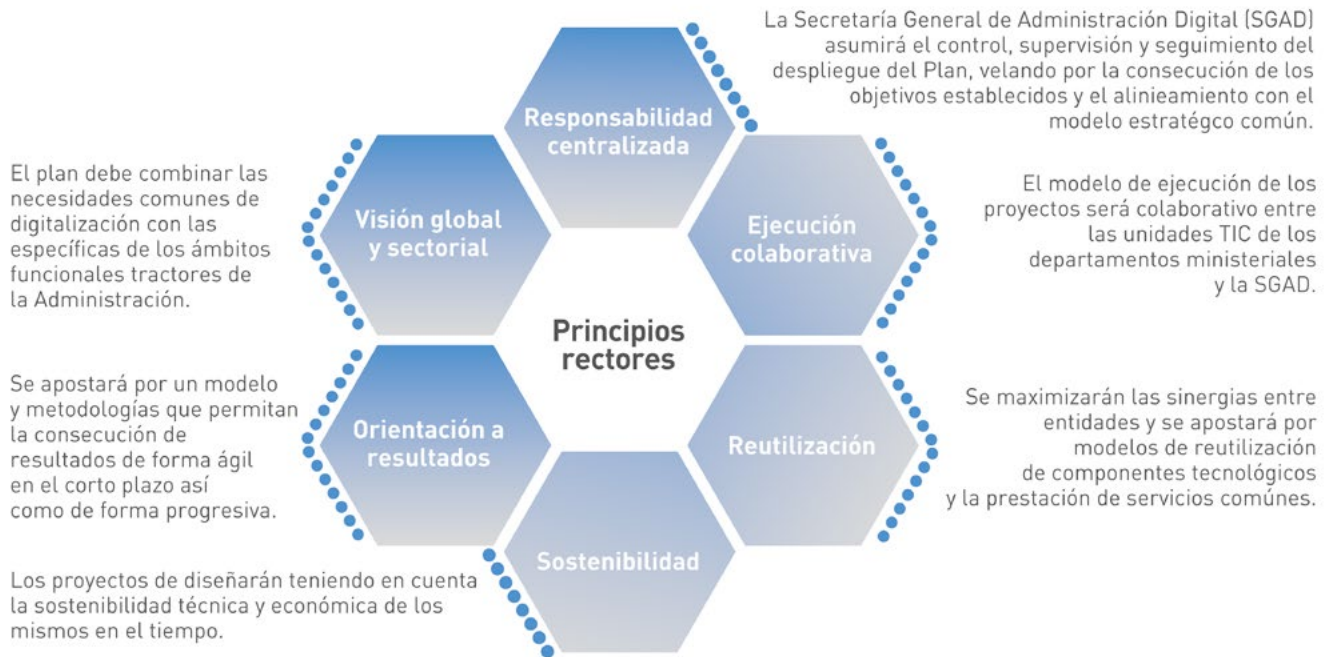 La Secretaría General de Administración Digital (SGAD)
asumirá el control, supervisión y seguimiento del
despliegue del Plan, velando por la consecución de los
objetivos establecidos y el alinieamiento con el
modelo estratégco común.
Responsabilidad
centralizada
El plan debe combinar las
necesidades comunes de
digitalización con las
específicas de los ámbitos
funcionales tractores de
la Administración.
Visión global
y sectorial
Ejecución
colaborativa
El modelo de ejecución de los
proyectos será colaborativo entre
las unidades TIC de los
departamentos ministeriales
y la SGAD.
Principios
rectores
Se apostará por un modelo
y metodologías que permitan
la consecución de
resultados de forma ágil
en el corto plazo así
como de forma progresiva.
Orientación a
resultados
Reutilización
Se maximizarán las sinergias entre
entidades y se apostará por
modelos de reutilización
de componentes tecnológicos
y la prestación de servicios comúnes.
Sostenibilidad
Los proyectos de diseñarán teniendo en cuenta
la sostenibilidad técnica y económica de los
mismos en el tiempo.